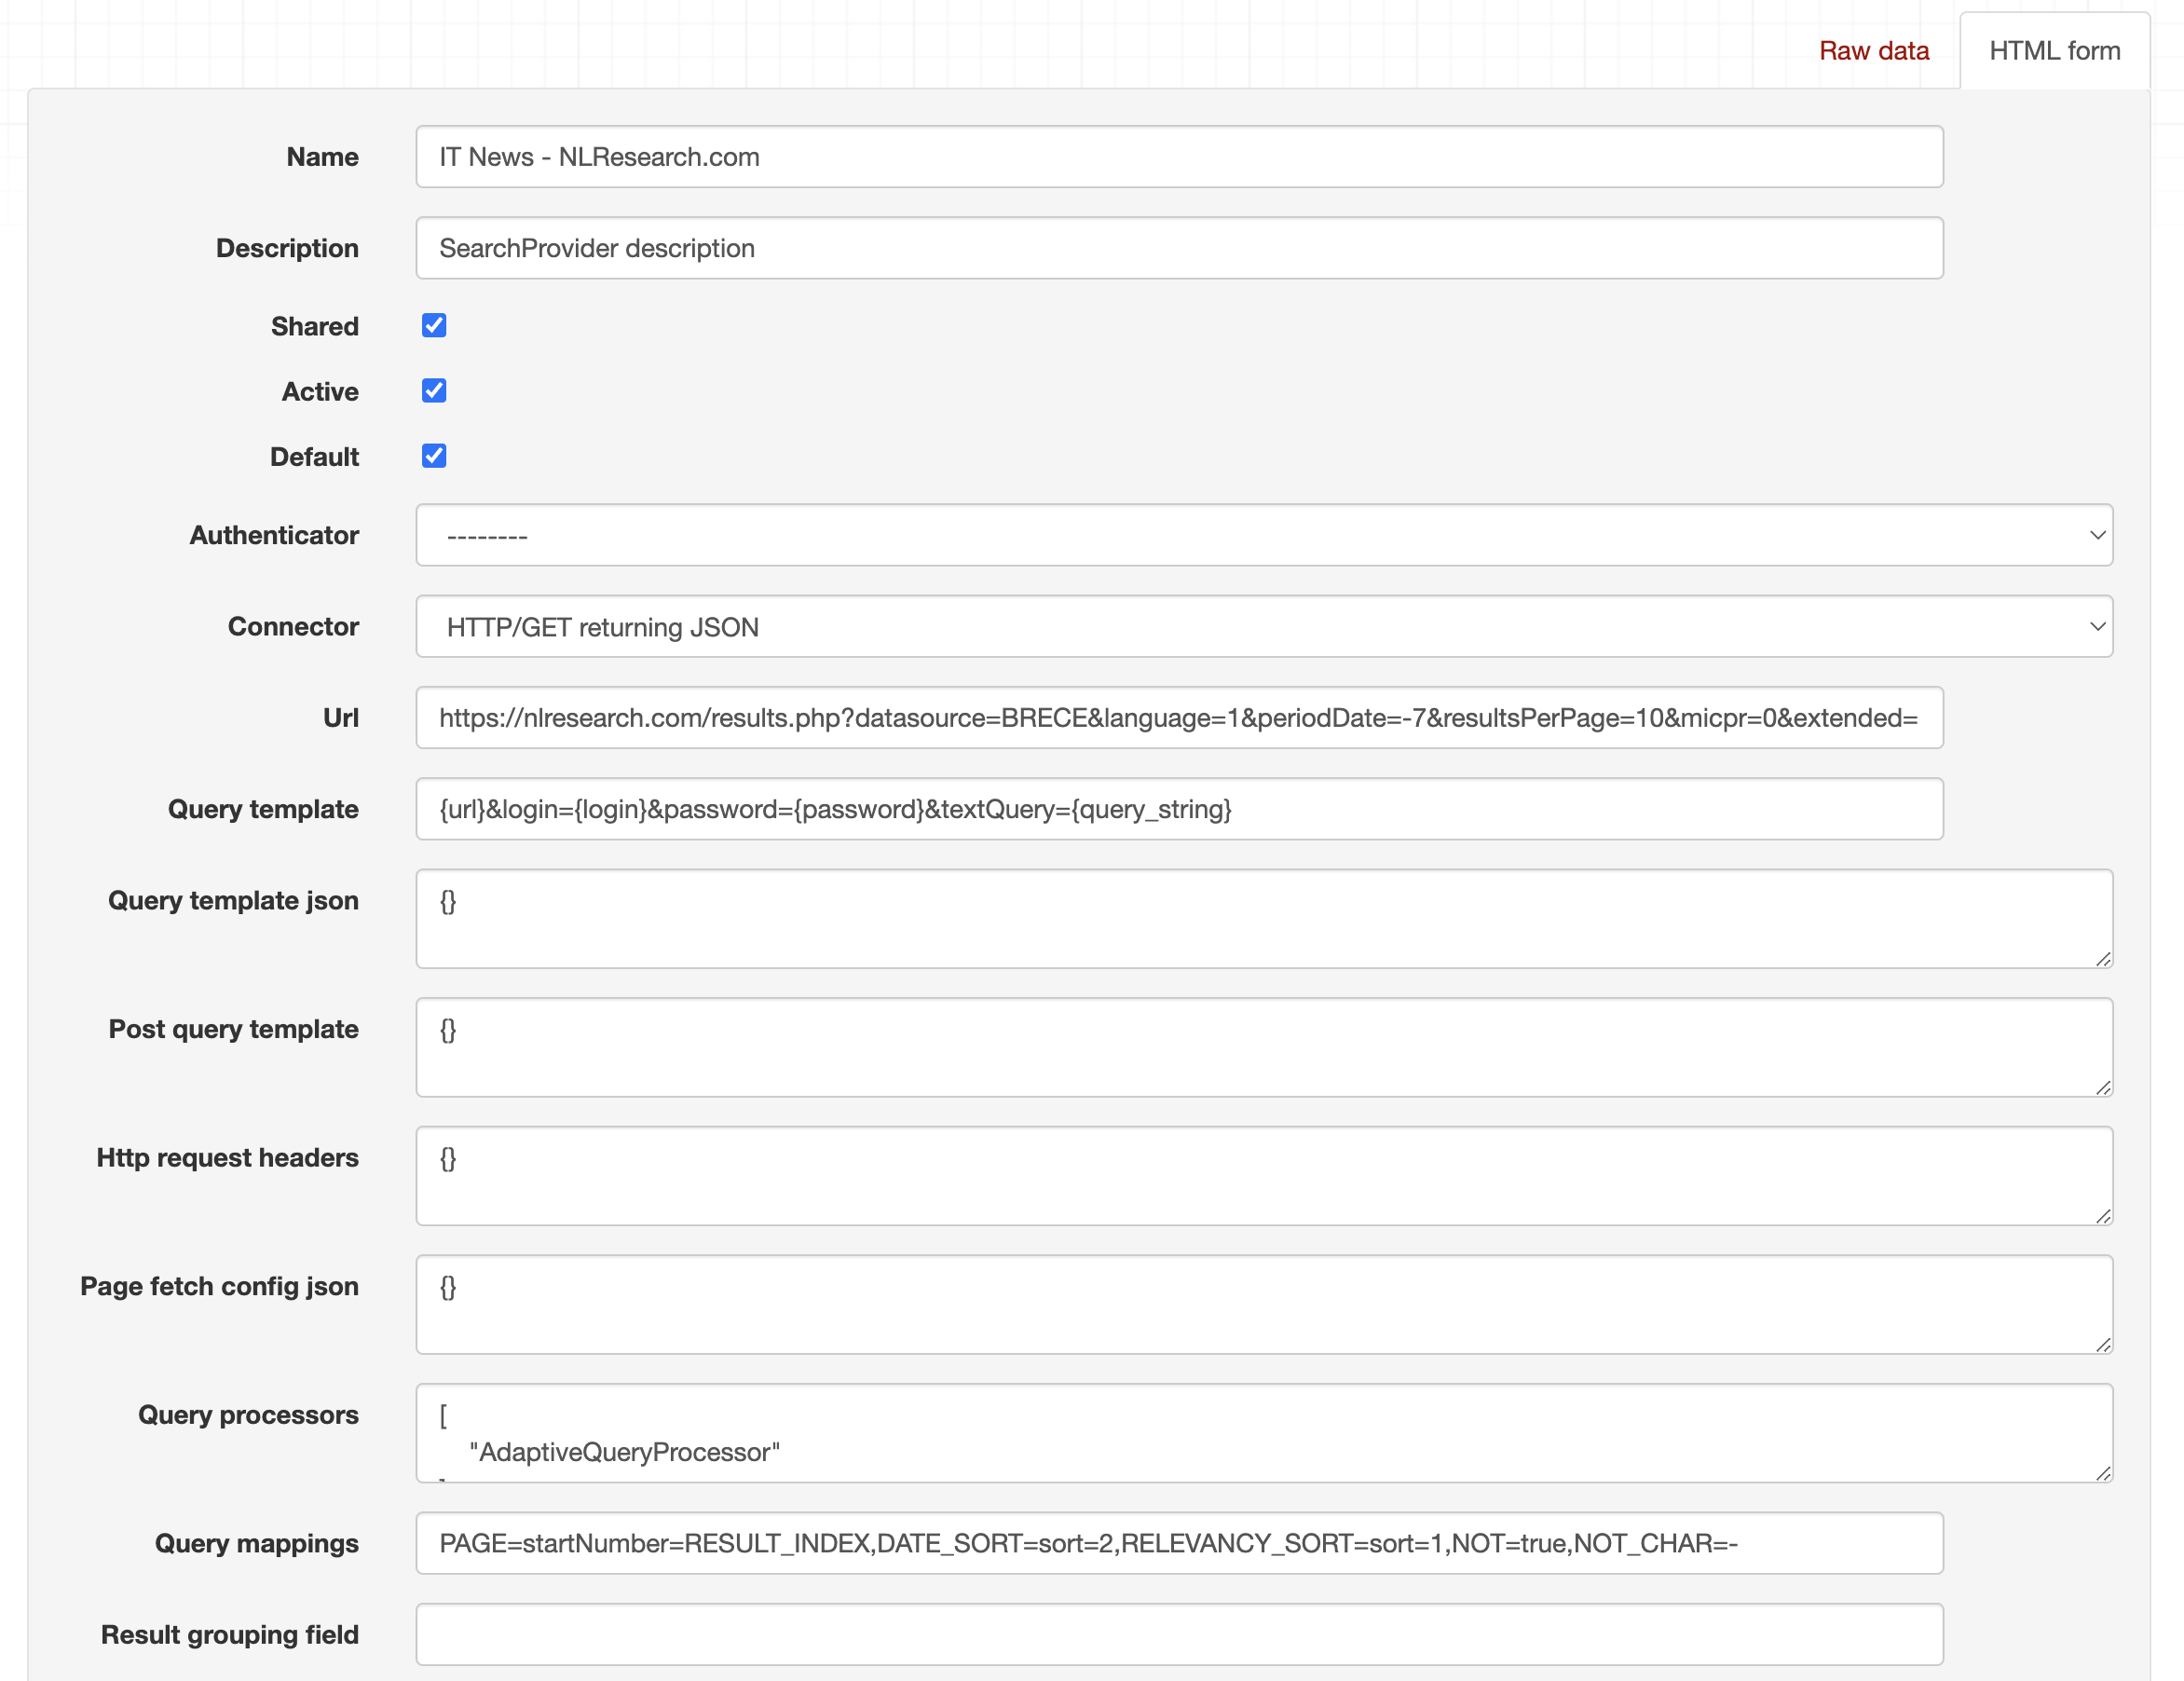 Raw data
HTML form
Name
IT News - NLResearch.com
Description
SearchProvider description
Shared
Active
Default
Authenticator
--------
Connector
HTTP/GET returning JSON
Url
https://nlresearch.com/results.php?datasource=BRECE&language=1&periodDate=-7&resultsPerPage=10&micpr=0&extended=
Query template
{url}&login={login}&password={password}&textQuery={query_string}
Query template json
{}
Post query template
{}
Http request headers
{}
Page fetch config json
{}
Query processors
[
"AdaptiveQueryProcessor"
Query mappings
PAGE=startNumber=RESULT_INDEX,DATE_SORT=sort=2,RELEVANCY_SORT=sort=1,NOT=true,NOT_CHAR=-
Result grouping field